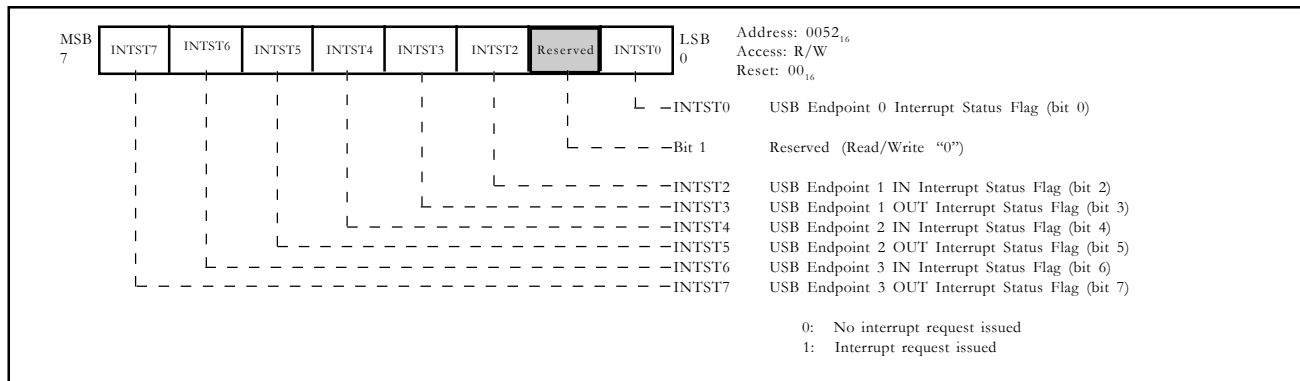 MSB 7 INTST7 INTST6 INTST5 INTST4 INTST3 INTST2 Reserved INTST0 LSB 0
Address: 0052₁₆
Access: R/W
Reset: 00₁₆
INTST0 USB Endpoint 0 Interrupt Status Flag (bit 0)
Bit 1 Reserved (Read/Write “0”)
INTST2 USB Endpoint 1 IN Interrupt Status Flag (bit 2)
INTST3 USB Endpoint 1 OUT Interrupt Status Flag (bit 3)
INTST4 USB Endpoint 2 IN Interrupt Status Flag (bit 4)
INTST5 USB Endpoint 2 OUT Interrupt Status Flag (bit 5)
INTST6 USB Endpoint 3 IN Interrupt Status Flag (bit 6)
INTST7 USB Endpoint 3 OUT Interrupt Status Flag (bit 7)
0: No interrupt request issued
1: Interrupt request issued